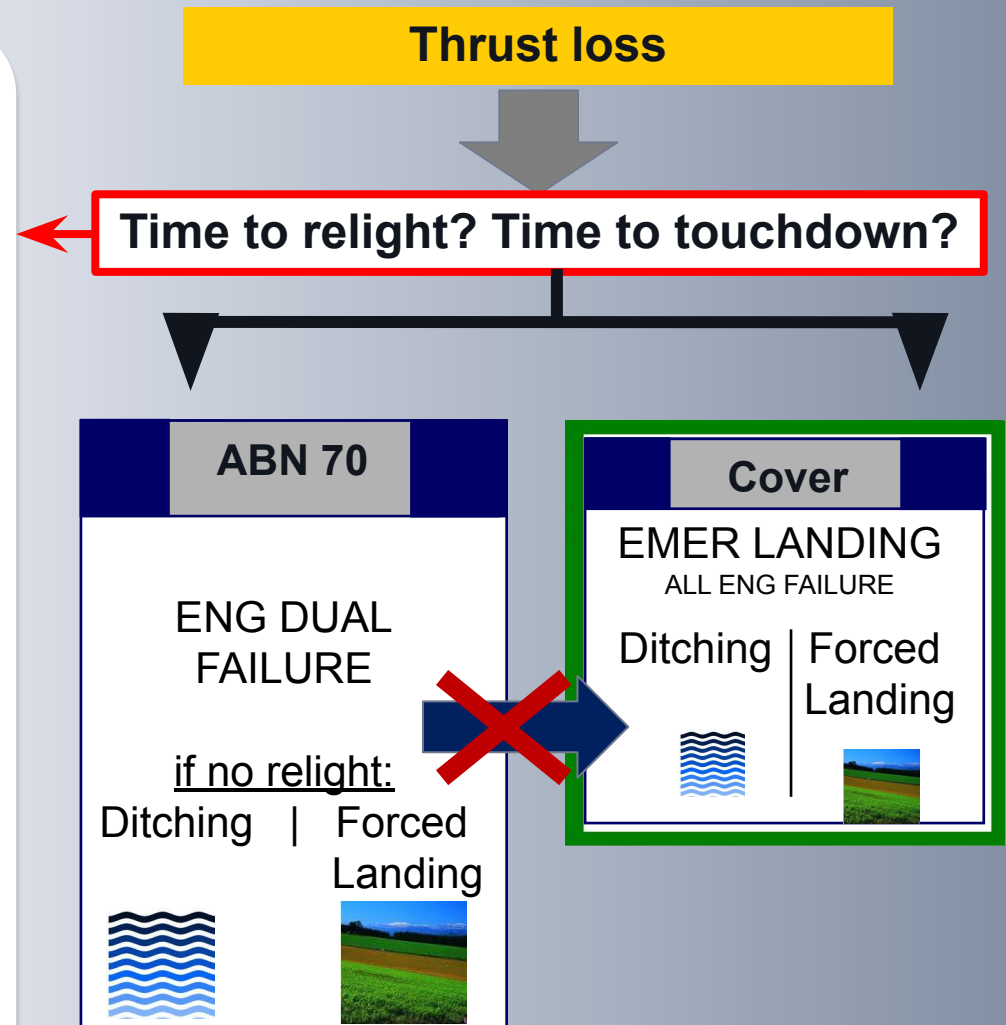 Thrust loss
Time to relight? Time to touchdown?
ABN 70
ENG DUAL
FAILURE
if no relight:
Ditching | Forced
Landing
Cover
EMER LANDING
ALL ENG FAILURE
Ditching | Forced
Landing